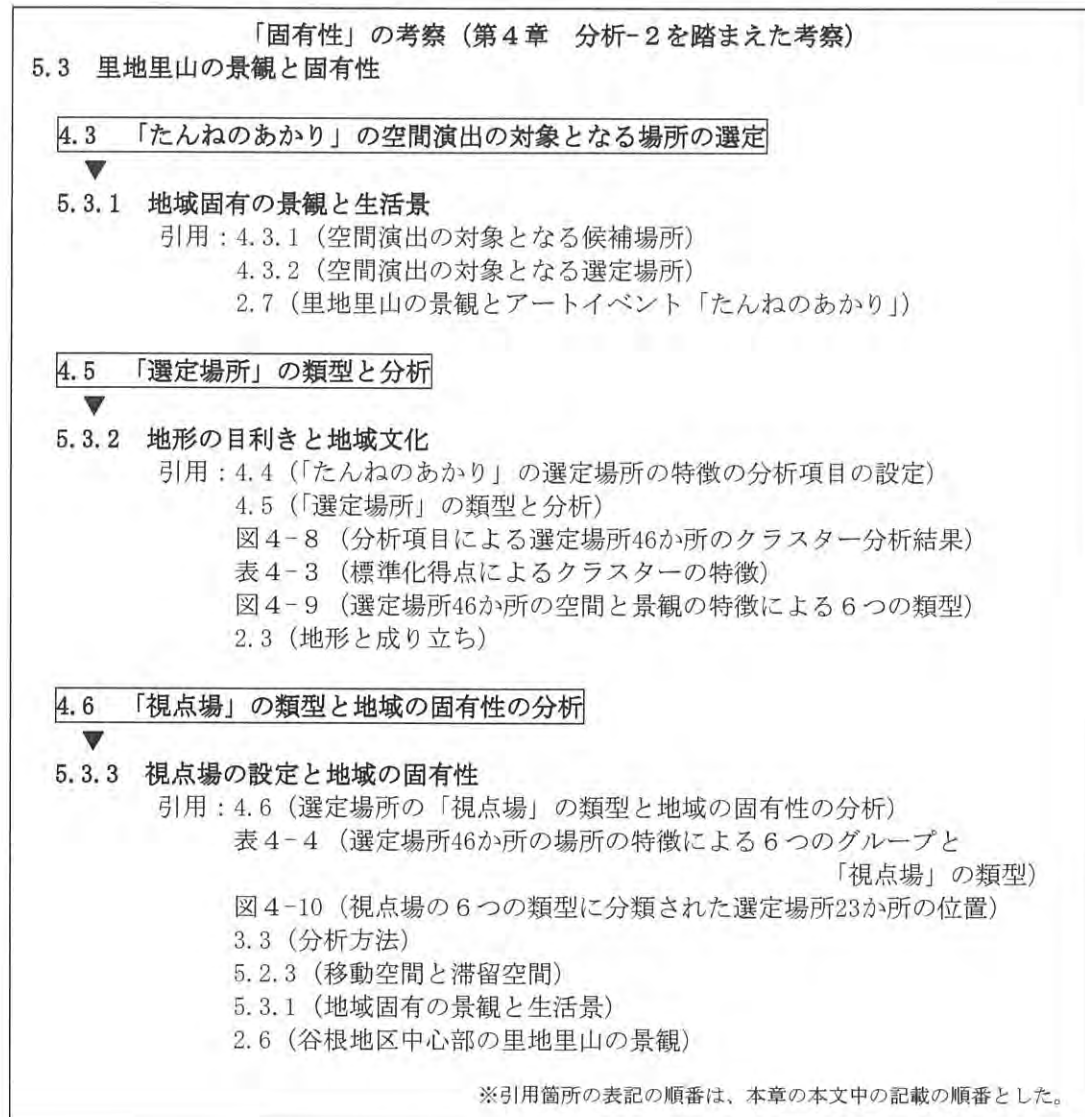 「固有性」の考察（第４章　分析-２を踏まえた考察）
5.3　里地里山の景観と固有性
4.3　「たんねのあかり」の空間演出の対象となる場所の選定
▼
5.3.1　地域固有の景観と生活景
引用：4.3.1（空間演出の対象となる候補場所）
4.3.2（空間演出の対象となる選定場所）
2.7（里地里山の景観とアートイベント「たんねのあかり」）
4.5　「選定場所」の類型と分析
▼
5.3.2　地形の目利きと地域文化
引用：4.4（「たんねのあかり」の選定場所の特徴の分析項目の設定）
4.5（「選定場所」の類型と分析）
図４-８（分析項目による選定場所46か所のクラスター分析結果）
表４-３（標準化得点によるクラスターの特徴）
図４-９（選定場所46か所の空間と景観の特徴による６つの類型）
2.3（地形と成り立ち）
4.6　「視点場」の類型と地域の固有性の分析
▼
5.3.3　視点場の設定と地域の固有性
引用：4.6（選定場所の「視点場」の類型と地域の固有性の分析）
表４-４（選定場所46か所の場所の特徴による６つのグループと
「視点場」の類型）
図４-10（視点場の６つの類型に分類された選定場所23か所の位置）
3.3（分析方法）
5.2.3（移動空間と滞留空間）
5.3.1（地域固有の景観と生活景）
2.6（谷根地区中心部の里地里山の景観）
※引用箇所の表記の順番は、本章の本文中の記載の順番とした。